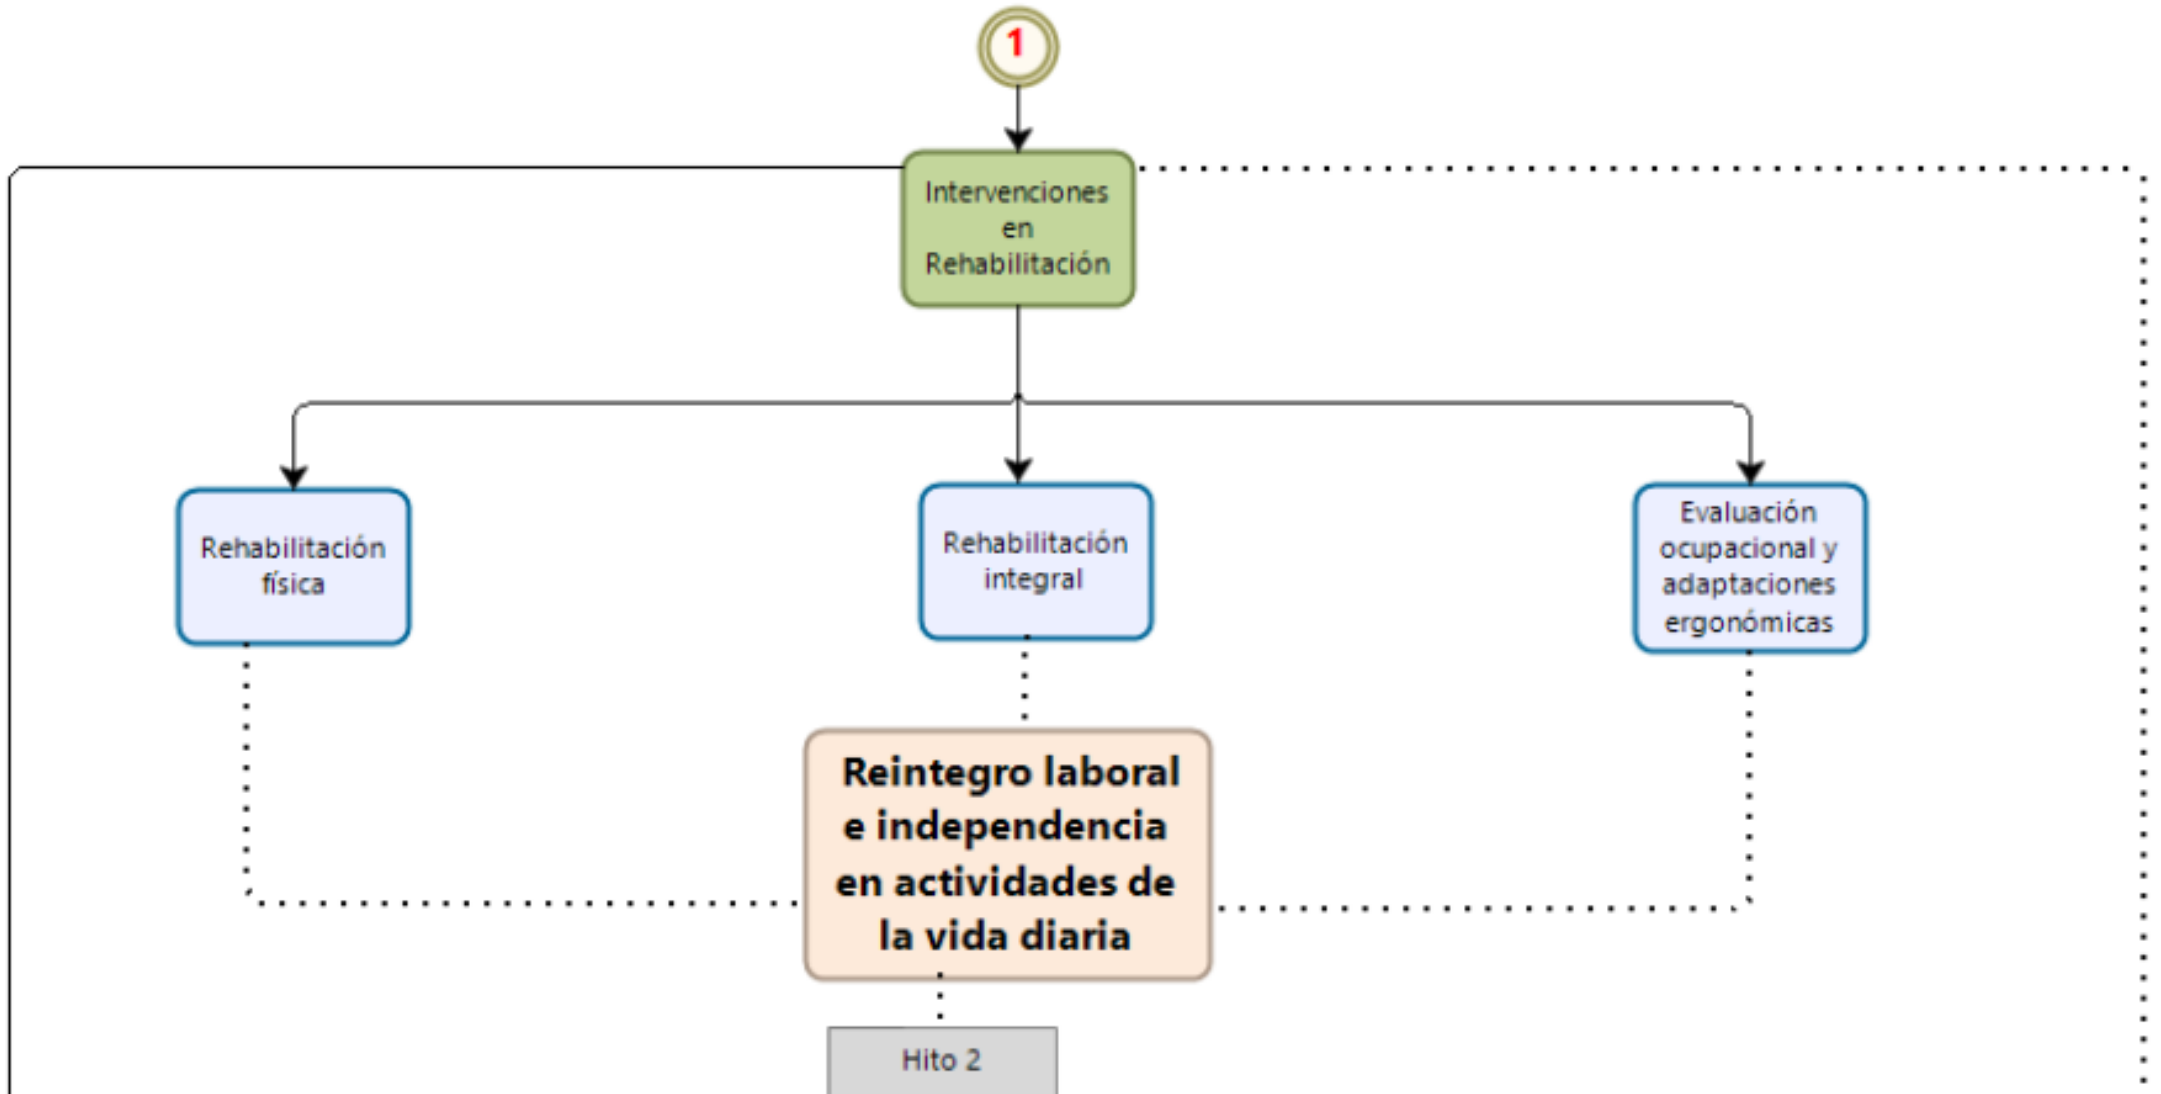 1
Intervenciones
en
Rehabilitación
Rehabilitación
física
Rehabilitación
integral
Evaluación
ocupacional y
adaptaciones
ergonómicas
Reintegro laboral
e independencia
en actividades de
la vida diaria
Hito 2